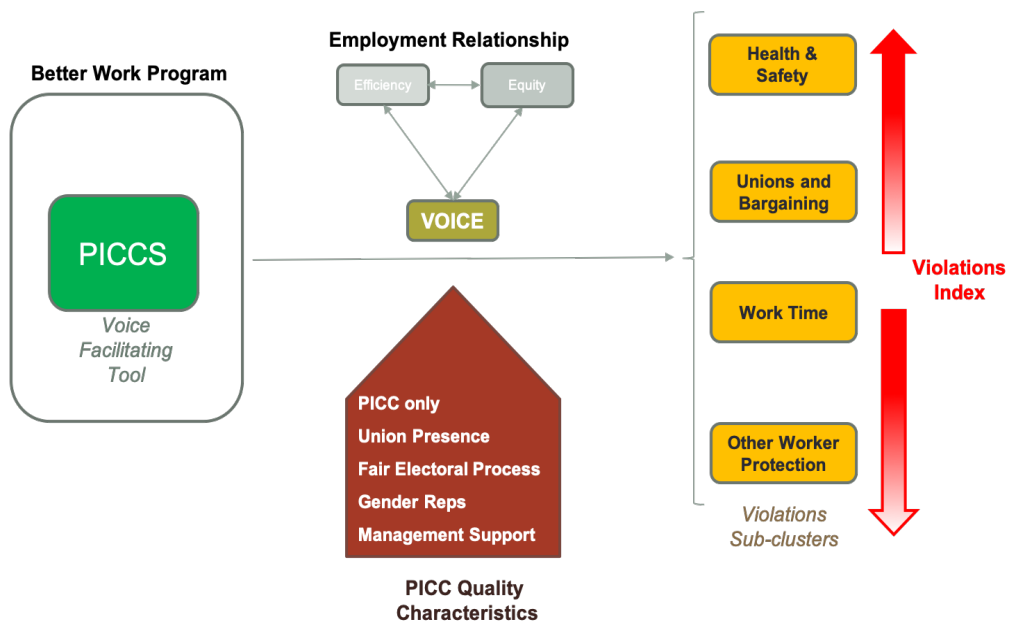 Better Work Program
PICCS
Voice
Facilitating
Tool
Employment Relationship
Efficiency
Equity
VOICE
PICC only
Union Presence
Fair Electoral Process
Gender Reps
Management Support
PICC Quality
Characteristics
Health &
Safety
Unions and
Bargaining
Work Time
Other Worker
Protection
Violations
Sub-clusters
Violations
Index